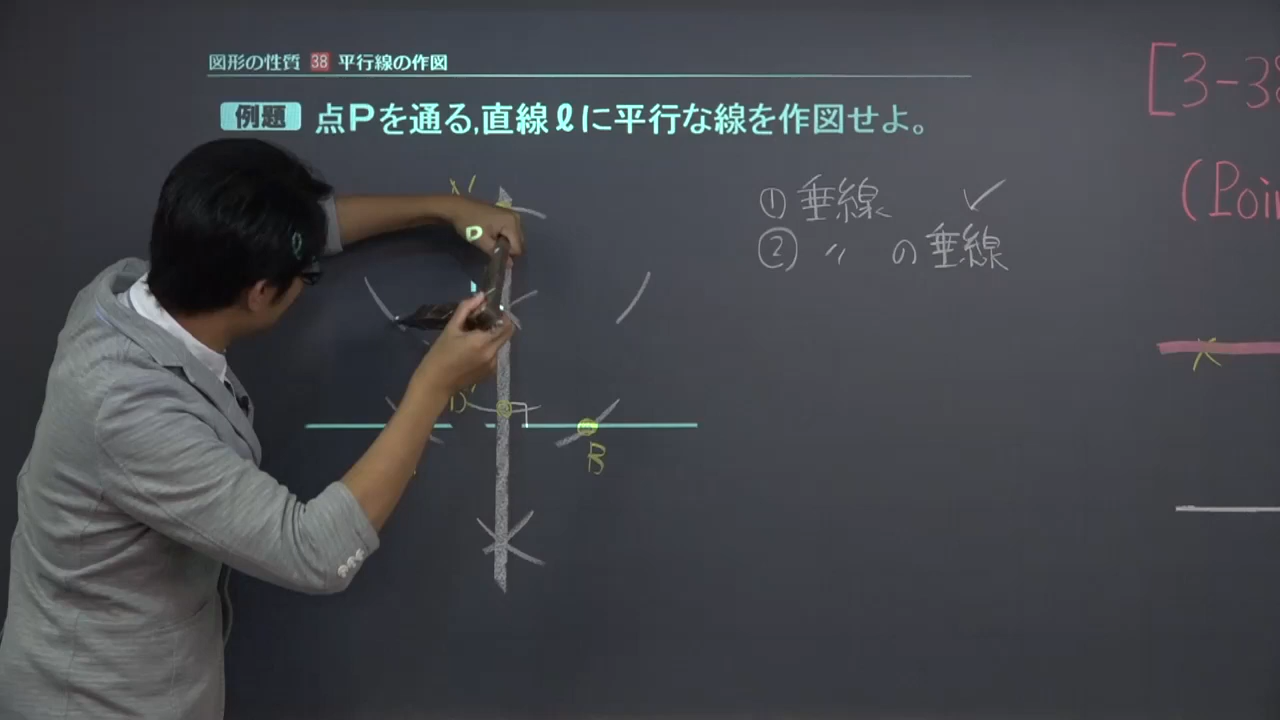 図形の性質 38 平行線の作図
例題 点Pを通る,直線ℓに平行な線を作図せよ。
[3-38
(Poin
① 垂線 ✓
② 〃 の垂線
P
ℓ
B